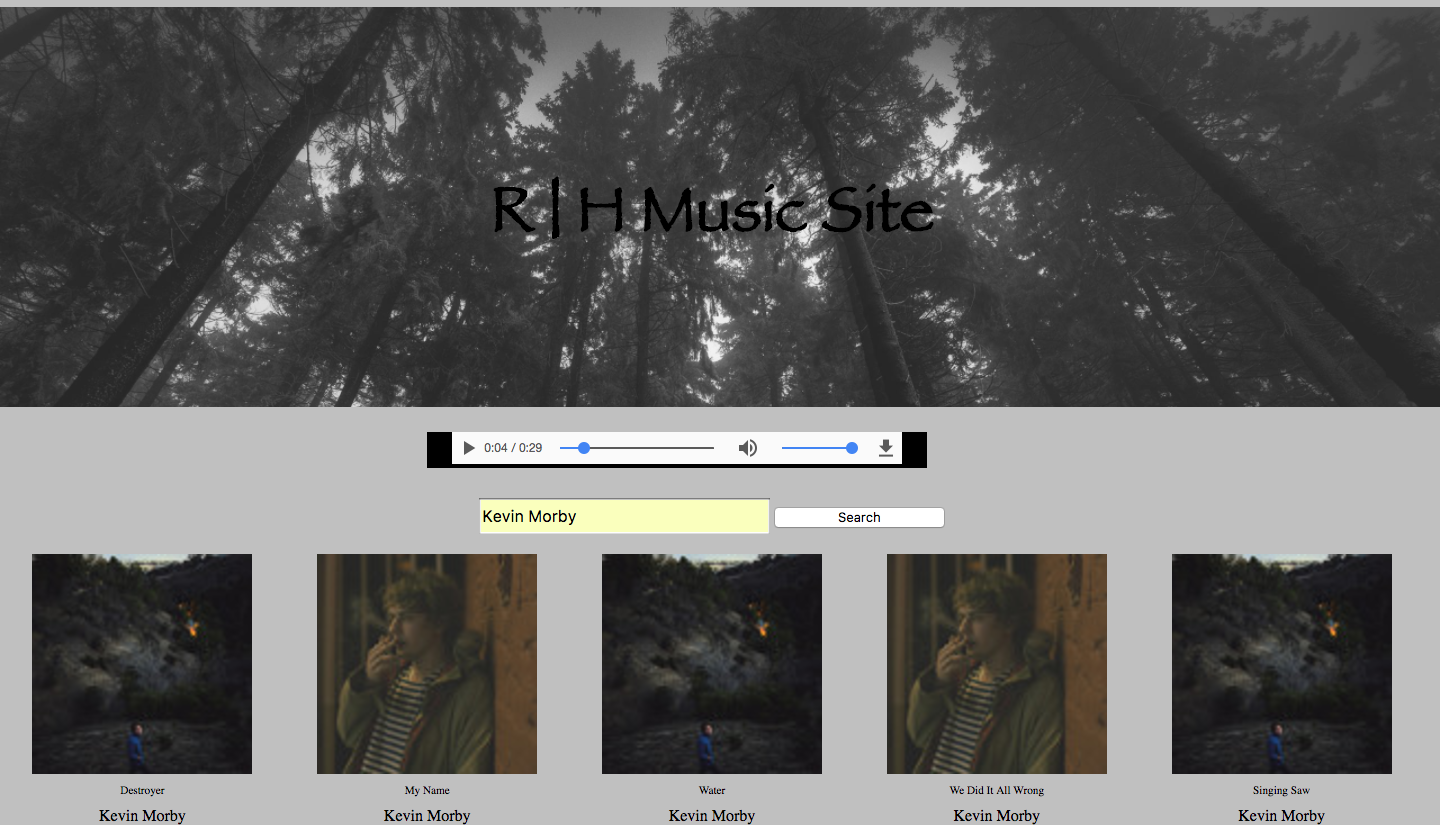 R | H Music Site
0:04 / 0:29
Kevin Morby Search
Destroyer My Name Water We Did It All Wrong Singing Saw
Kevin Morby Kevin Morby Kevin Morby Kevin Morby Kevin Morby